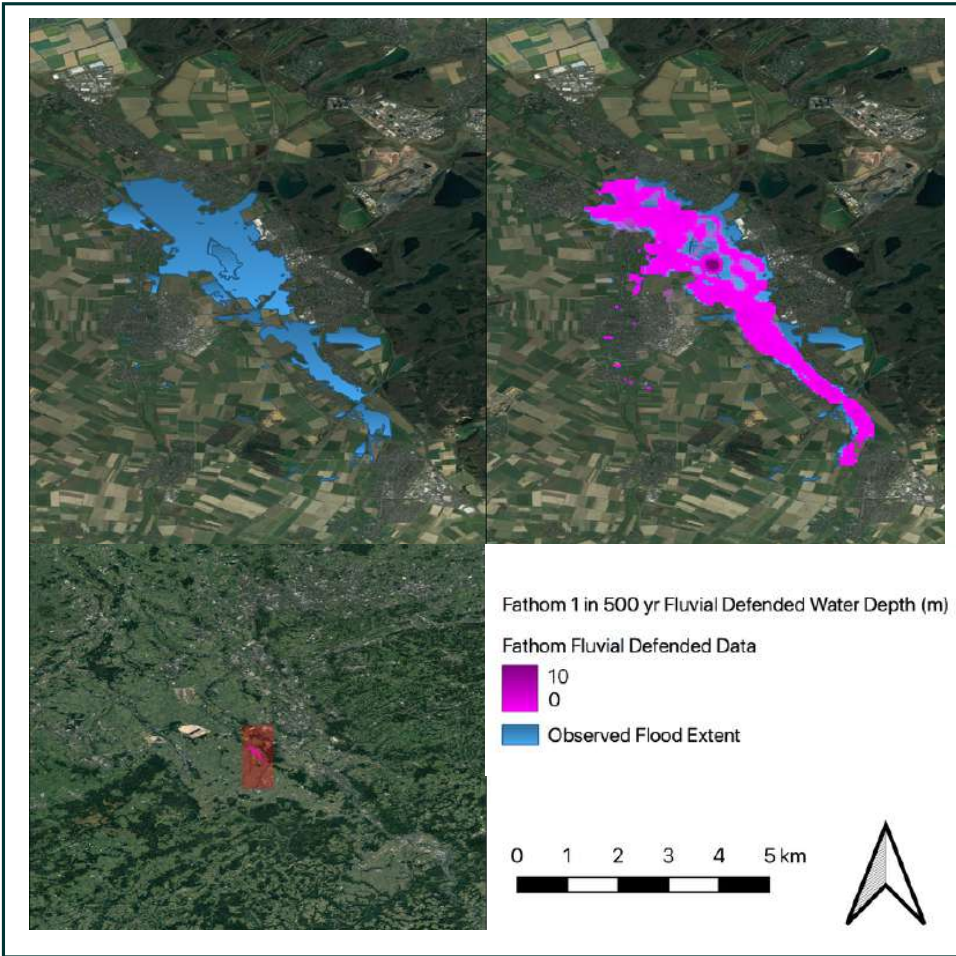 Fathom 1 in 500 yr Fluvial Defended Water Depth (m)
Fathom Fluvial Defended Data
10
0
Observed Flood Extent
0 1 2 3 4 5 km